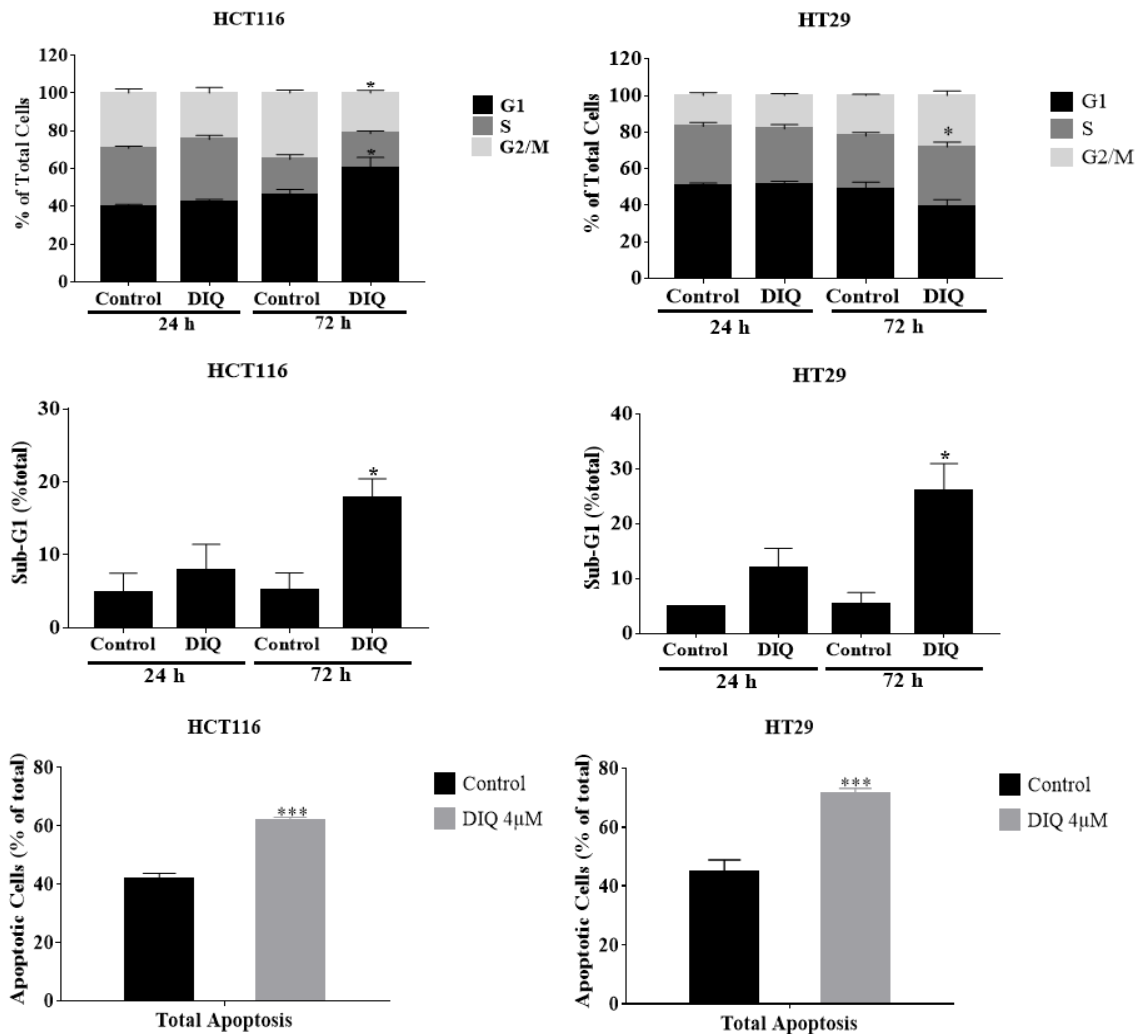 HCT116
% of Total Cells
120
100
80
60
40
20
0
*
*
G1
S
G2/M
Control DIQ Control DIQ
24 h 72 h
HT29
% of Total Cells
120
100
80
60
40
20
0
*
G1
S
G2/M
Control DIQ Control DIQ
24 h 72 h
HCT116
Sub-G1 (%total)
30
20
10
0
*
Control DIQ Control DIQ
24 h 72 h
HT29
Sub-G1 (%total)
40
30
20
10
0
*
Control DIQ Control DIQ
24 h 72 h
HCT116
Apoptotic Cells (% of total)
80
60
40
20
0
***
Control
DIQ 4µM
Total Apoptosis
HT29
Apoptotic Cells (% of total)
80
60
40
20
0
***
Control
DIQ 4µM
Total Apoptosis